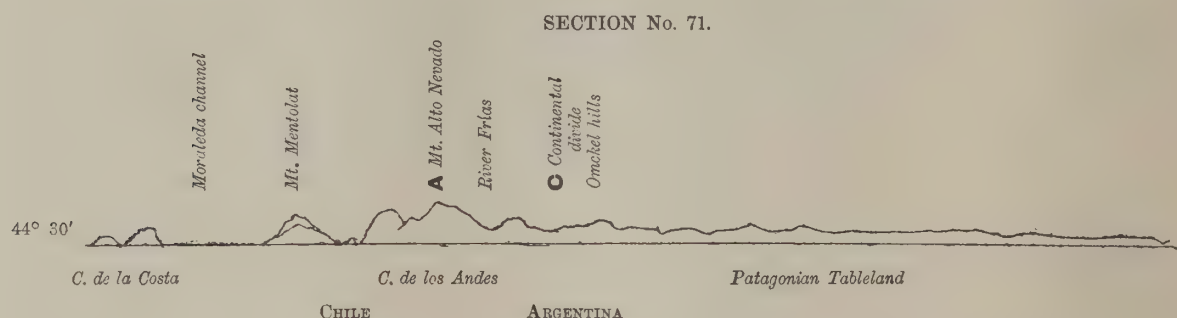 SECTION No. 71.
Moraleda channel
Mt. Mentolat
A Mt. Alto Nevado
River Frías
C Continental
divide
Omckel hills
44° 30′
C. de la Costa
C. de los Andes
Patagonian Tableland
CHILE
ARGENTINA